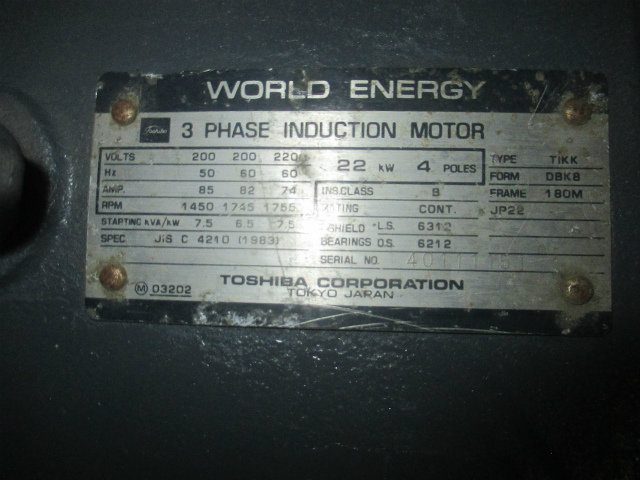 WORLD ENERGY
Toshiba 3 PHASE INDUCTION MOTOR
VOLTS 200 200 220
Hz 50 60 60
AMP. 85 82 74
RPM 1450 1745 1755
STARTING kVA/kW 7.5 6.5 7.5
SPEC. JIS C 4210 (1983)
22 kW 4 POLES
INS.CLASS B
RATING CONT.
SHIELD L.S. 6312
BEARINGS O.S. 6212
SERIAL NO.
TYPE TIKK
FORM DBK8
FRAME 180M
JP22
M 03202
TOSHIBA CORPORATION
TOKYO JAPAN